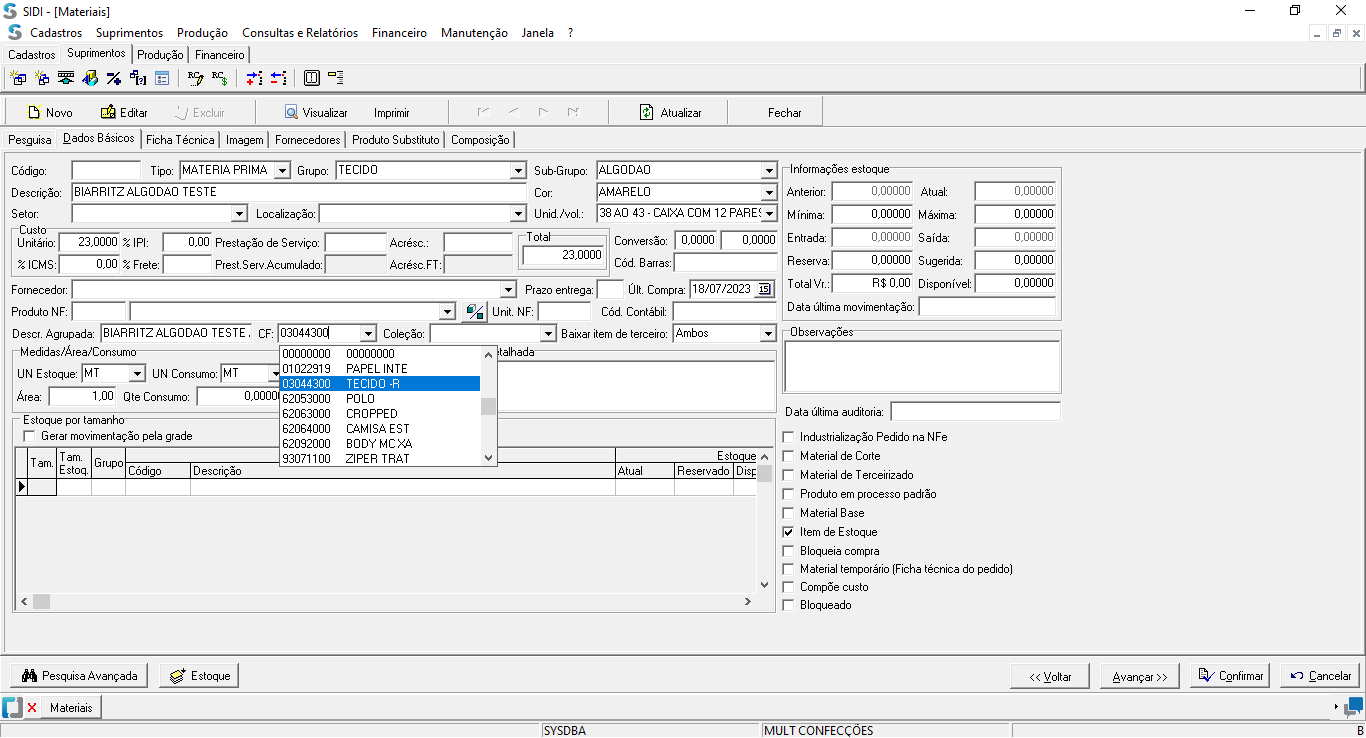 SIDI - [Materiais]
Cadastros Suprimentos Produção Consultas e Relatórios Financeiro Manutenção Janela ?
Cadastros Suprimentos Produção Financeiro
Novo Editar Excluir Visualizar Imprimir Atualizar Fechar
Pesquisa Dados Básicos Ficha Técnica Imagem Fornecedores Produto Substituto Composição
Código: Tipo: MATERIA PRIMA Grupo: TECIDO Sub-Grupo: ALGODAO
Descrição: BIARRITZ ALGODAO TESTE Cor: AMARELO
Setor: Localização: Unid./vol.: 38 AO 43 - CAIXA COM 12 PARES
Custo
Unitário: 23,0000 % IPI: 0,00 Prestação de Serviço: Acrésc.:
% ICMS: 0,00 % Frete: Prest.Serv.Acumulado: Acrésc.FT:
Total
23,0000
Conversão: 0,0000 0,0000
Cód. Barras:
Fornecedor: Prazo entrega: Últ. Compra: 18/07/2023 15
Produto NF: Unit. NF: Cód. Contábil:
Descr. Agrupada: BIARRITZ ALGODAO TESTE . CF: 03044300 Coleção: Baixar item de terceiro: Ambos
00000000 00000000
01022919 PAPEL INTE
03044300 TECIDO -R
62053000 POLO
62063000 CROPPED
62064000 CAMISA EST
62092000 BODY MC XA
93071100 ZIPER TRAT
Medidas/Área/Consumo
UN Estoque: MT UN Consumo: MT
Área: 1,00 Qte Consumo: 0,0000
etalhada
Estoque por tamanho
Gerar movimentação pela grade
Tam. Tam. Estoq. Grupo Código Descrição Estoque Atual Reservado Disp
Informações estoque
Anterior: 0,00000 Atual: 0,00000
Mínima: 0,00000 Máxima: 0,00000
Entrada: 0,00000 Saída: 0,00000
Reserva: 0,00000 Sugerida: 0,00000
Total Vr.: R$ 0,00 Disponível: 0,00000
Data última movimentação:
Observações
Data última auditoria:
Industrialização Pedido na NFe
Material de Corte
Material de Terceirizado
Produto em processo padrão
Material Base
Item de Estoque
Bloqueia compra
Material temporário (Ficha técnica do pedido)
Compõe custo
Bloqueado
Pesquisa Avançada Estoque << Voltar Avançar >> Confirmar Cancelar
Materiais
SYSDBA MULT CONFECÇÕES B